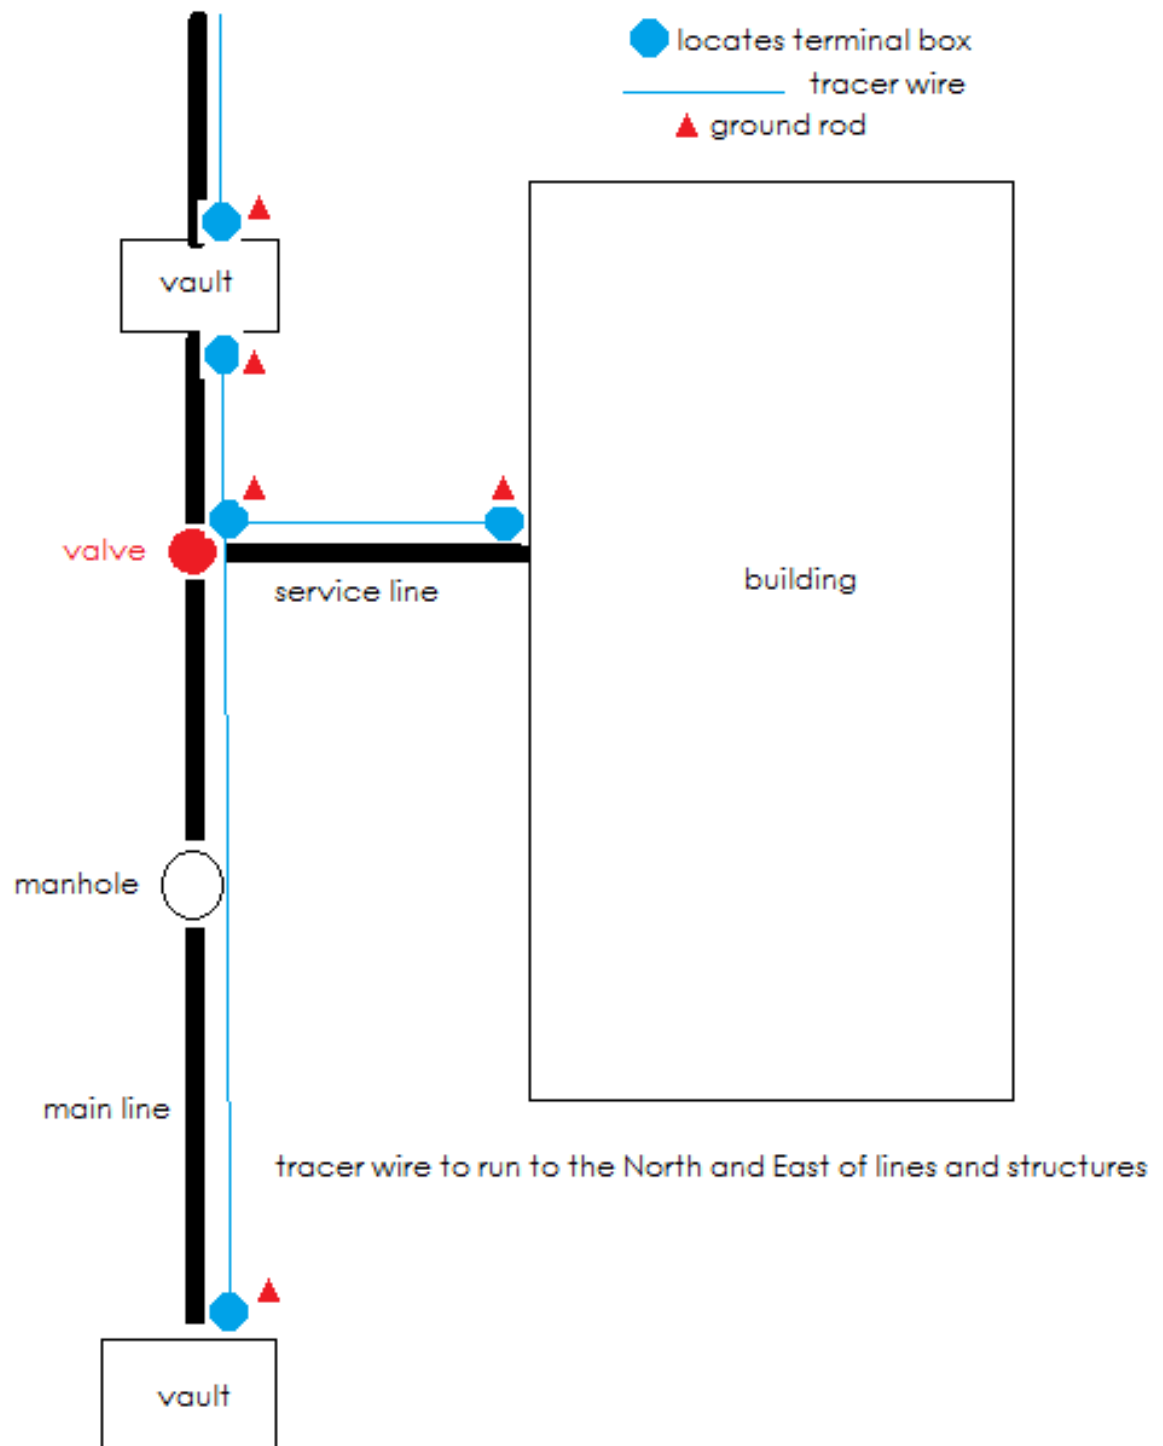 locates terminal box
tracer wire
ground rod
vault
valve
service line
building
manhole
main line
tracer wire to run to the North and East of lines and structures
vault